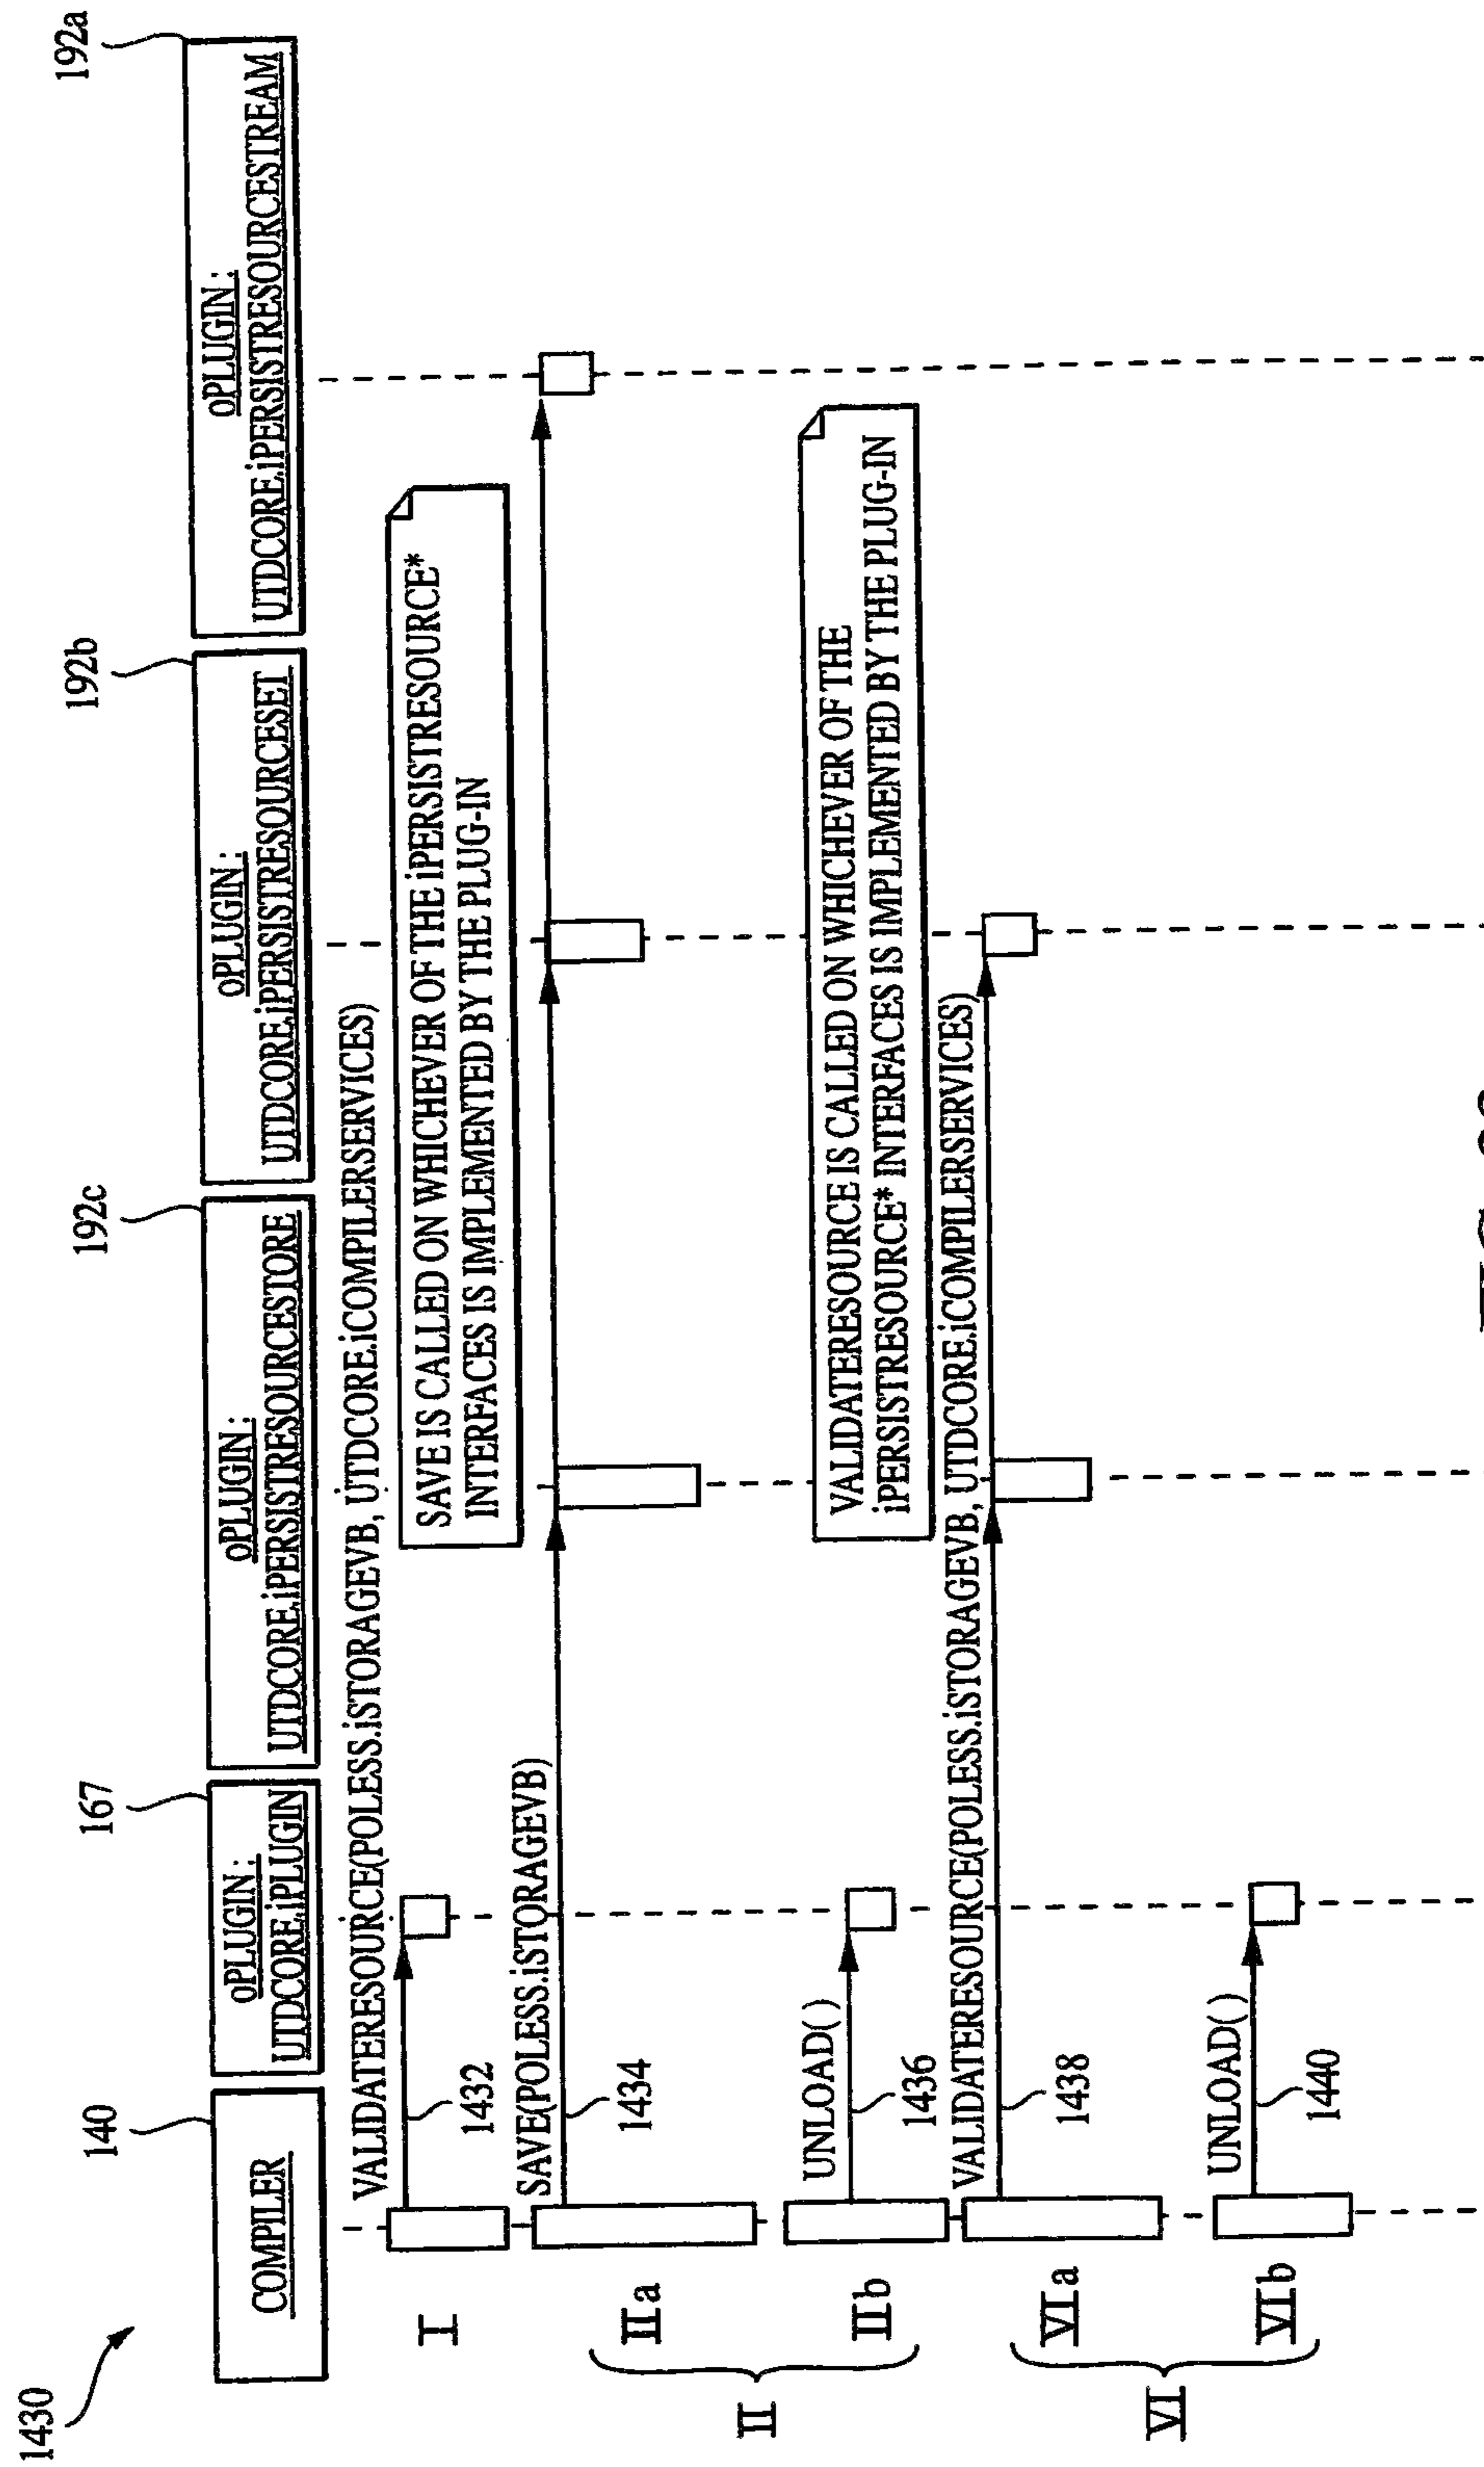 1430
140
167
192c
192b
192a
COMPILER
oPLUGIN :
UTDCORE.iPLUGIN
oPLUGIN :
UTDCORE.iPERSISTRESOURCESTORE
oPLUGIN :
UTDCORE.iPERSISTRESOURCESET
oPLUGIN :
UTDCORE.iPERSISTRESOURCESTREAM
I
VALIDATERESOURCE(POLESS.iSTORAGEVB, UTDCORE.iCOMPILERSERVICES)
1432
SAVE IS CALLED ON WHICHEVER OF THE iPERSISTRESOURCE*
INTERFACES IS IMPLEMENTED BY THE PLUG-IN
II
IIa
SAVE(POLESS.iSTORAGEVB)
1434
IIb
UNLOAD( )
1436
VALIDATERESOURCE IS CALLED ON WHICHEVER OF THE
iPERSISTRESOURCE* INTERFACES IS IMPLEMENTED BY THE PLUG-IN
VI
VIa
VALIDATERESOURCE(POLESS.iSTORAGEVB, UTDCORE.iCOMPILERSERVICES)
1438
VIb
UNLOAD( )
1440